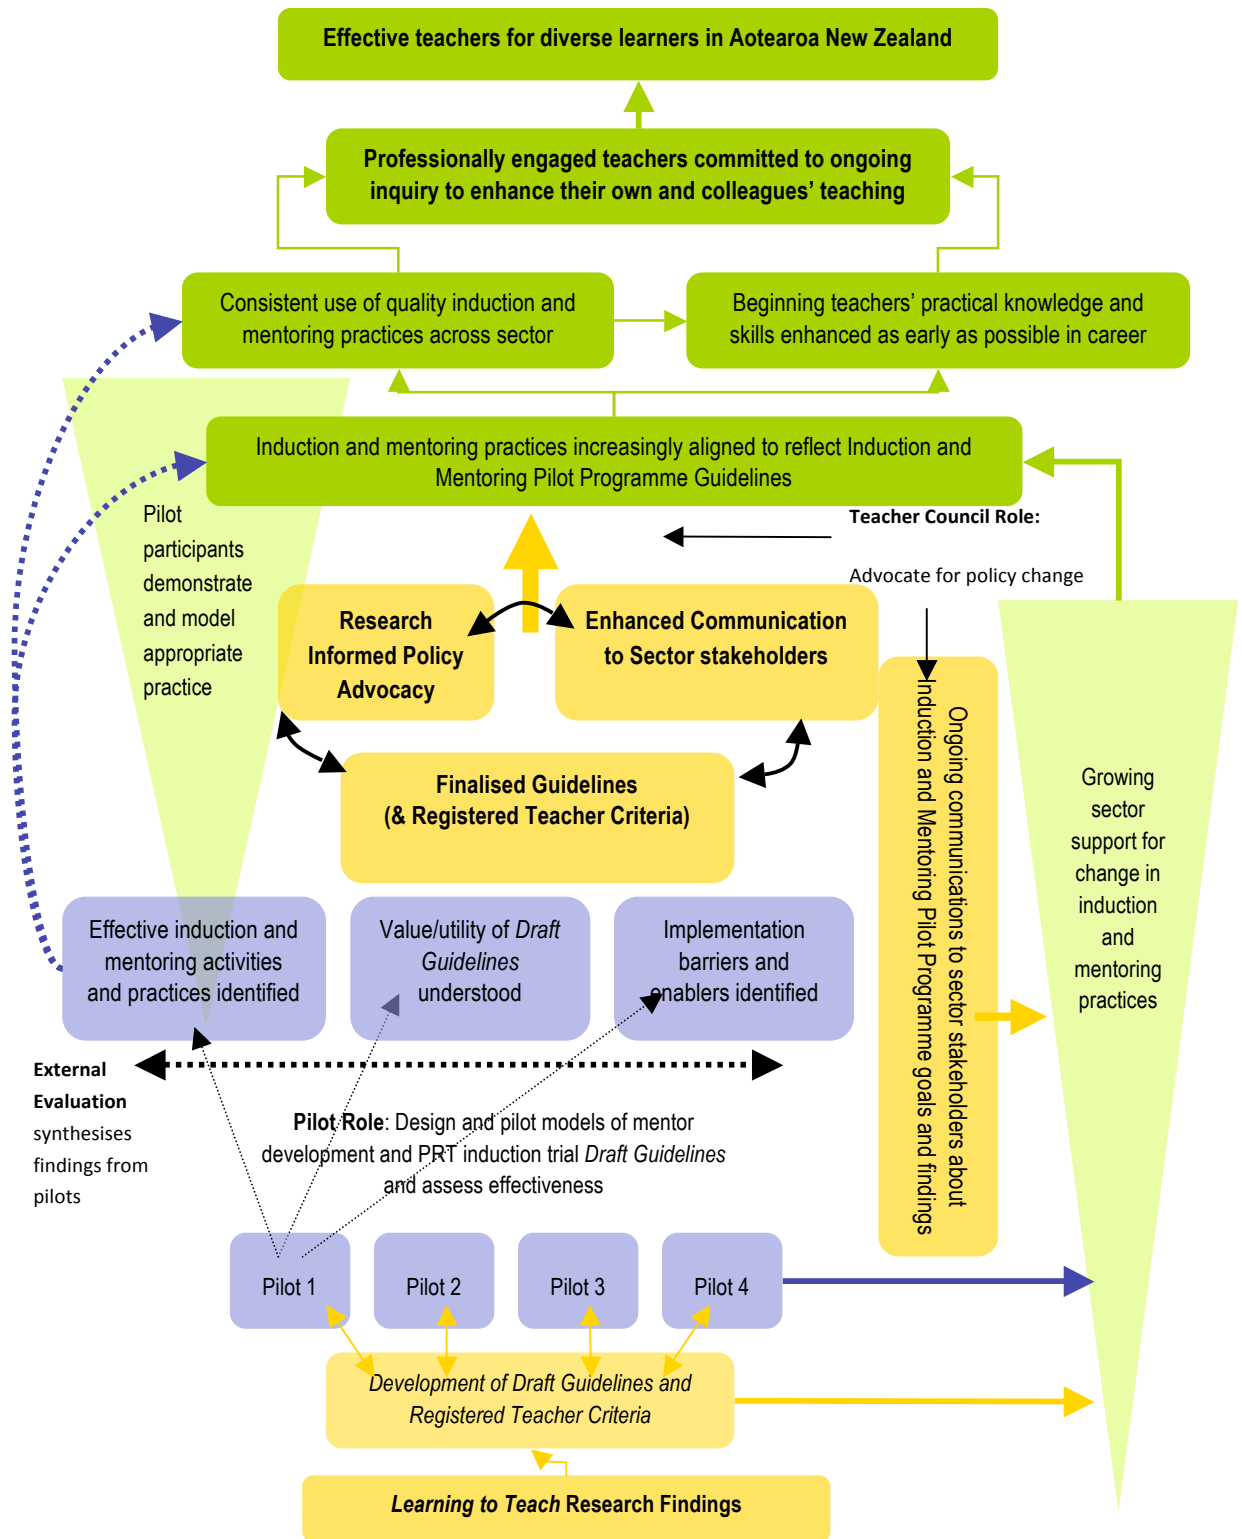 Effective teachers for diverse learners in Aotearoa New Zealand
Professionally engaged teachers committed to ongoing
inquiry to enhance their own and colleagues’ teaching
Consistent use of quality induction and
mentoring practices across sector
Beginning teachers’ practical knowledge and
skills enhanced as early as possible in career
Induction and mentoring practices increasingly aligned to reflect Induction and
Mentoring Pilot Programme Guidelines
Pilot
participants
demonstrate
and model
appropriate
practice
Teacher Council Role:
Advocate for policy change
Research
Informed Policy
Advocacy
Enhanced Communication
to Sector stakeholders
Finalised Guidelines
(& Registered Teacher Criteria)
Ongoing communications to sector stakeholders about
Induction and Mentoring Pilot Programme goals and findings
Growing
sector
support for
change in
induction
and
mentoring
practices
Effective induction and
mentoring activities
and practices identified
Value/utility of Draft
Guidelines
understood
Implementation
barriers and
enablers identified
External
Evaluation
synthesises
findings from
pilots
Pilot Role: Design and pilot models of mentor
development and PRT induction trial Draft Guidelines
and assess effectiveness
Pilot 1
Pilot 2
Pilot 3
Pilot 4
Development of Draft Guidelines and
Registered Teacher Criteria
Learning to Teach Research Findings